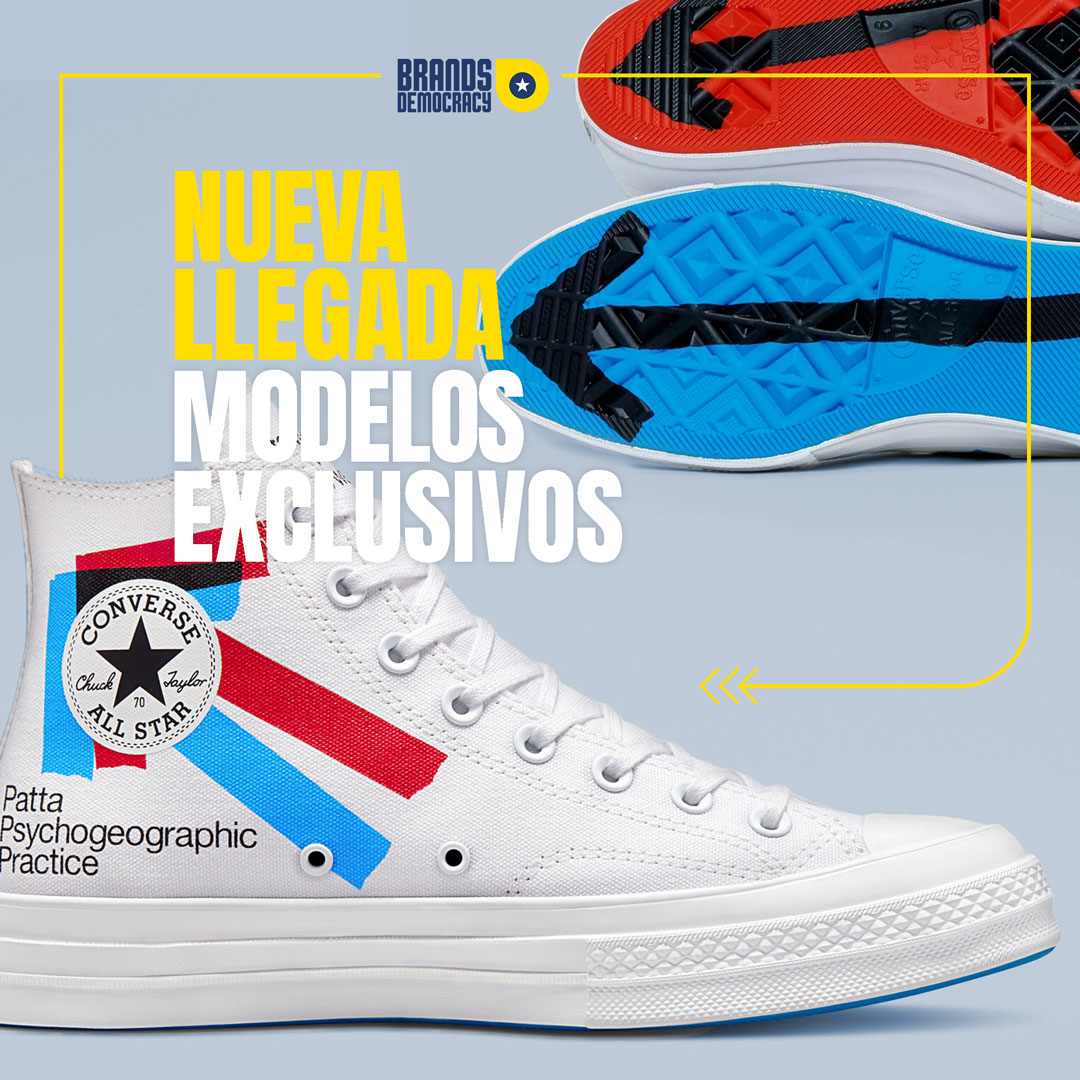 BRANDS
DEMOCRACY
NUEVA
LLEGADA
MODELOS
EXCLUSIVOS
CONVERSE
Chuck Taylor
70
ALL STAR
Patta
Psychogeographic
Practice